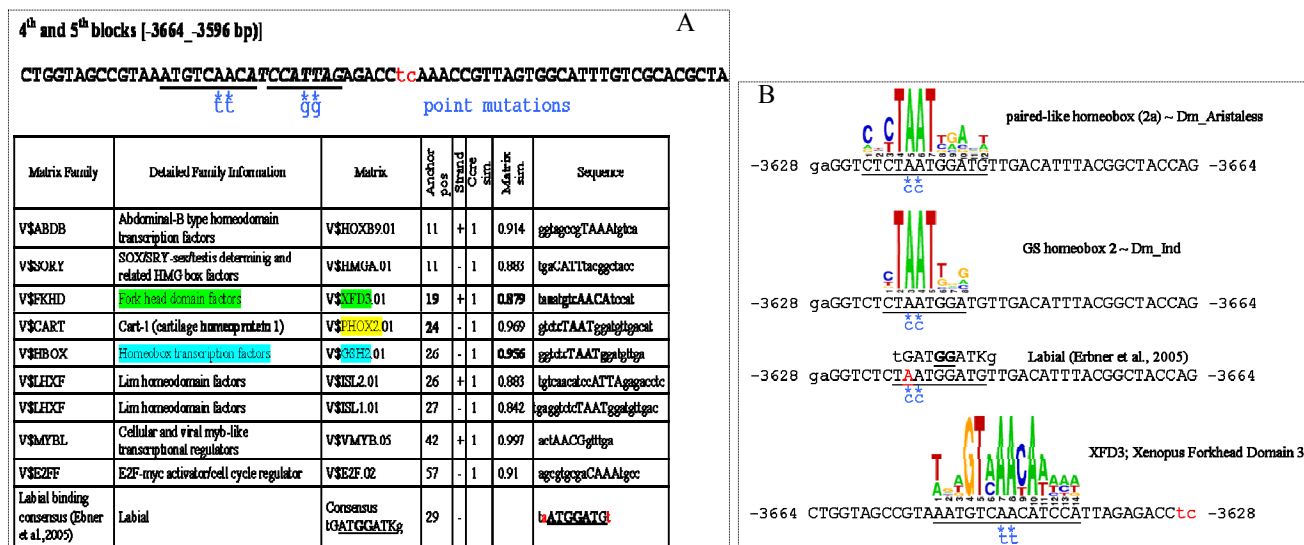 A
4th and 5th blocks [-3664_-3596 bp)]
CTGGTAGCCGTAAATGTCAACATCCATTAGAGACCtcAAACCGTTAGTGGCATTTGTCGCACGCTA
** **
tt gg point mutations
Matrix Family Detailed Family Information Matrix Anchor pos Strand Core sim. Matrix sim. Sequence
V$ABDB Abdominal-B type homeodomain transcription factors V$HOXB9.01 11 + 1 0.914 ggtagccgTAAAtgtca
V$SORY SOX/SRY-sex/testis determinig and related HMG box factors V$HMGA.01 11 - 1 0.883 tgaCATTtacggctacc
V$FKHD Fork head domain factors V$XFD3.01 19 + 1 0.879 taaatgtcAACAtccat
V$CART Cart-1 (cartilage homeoprotein 1) V$PHOX2.01 24 - 1 0.969 gtctcTAATggatgttgacat
V$HBOX Homeobox transcription factors V$GSH2.01 26 - 1 0.956 ggtctcTAATggatgttga
V$LHXF Lim homeodomain factors V$ISL2.01 26 + 1 0.883 tgtcaacatccATTAgagacctc
V$LHXF Lim homeodomain factors V$ISL1.01 27 - 1 0.842 tgaggtctcTAATggatgttgac
V$MYBL Cellular and viral myb-like transcriptional regulators V$VMYB.05 42 + 1 0.997 actAACGgtttga
V$E2FF E2F-myc activator/cell cycle regulator V$E2F.02 57 - 1 0.91 agcgtgcgaCAAAtgcc
Labial binding consensus (Ebner et al,2005) Labial Consensus tGATGGATKg 29 - taATGGATGt
B
paired-like homeobox (2a) ~ Dm_Aristaless
-3628 gaGGTCTCTAATGGATGTTGACATTTACGGCTACCAG -3664
**
cc
GS homeobox 2 ~ Dm_Ind
-3628 gaGGTCTCTAATGGATGTTGACATTTACGGCTACCAG -3664
**
cc
tGATGGATKg Labial (Erbner et al., 2005)
-3628 gaGGTCTCTAATGGATGTTGACATTTACGGCTACCAG -3664
**
cc
XFD3; Xenopus Forkhead Domain 3
-3664 CTGGTAGCCGTAAATGTCAACATCCATTAGAGACCtc -3628
**
tt